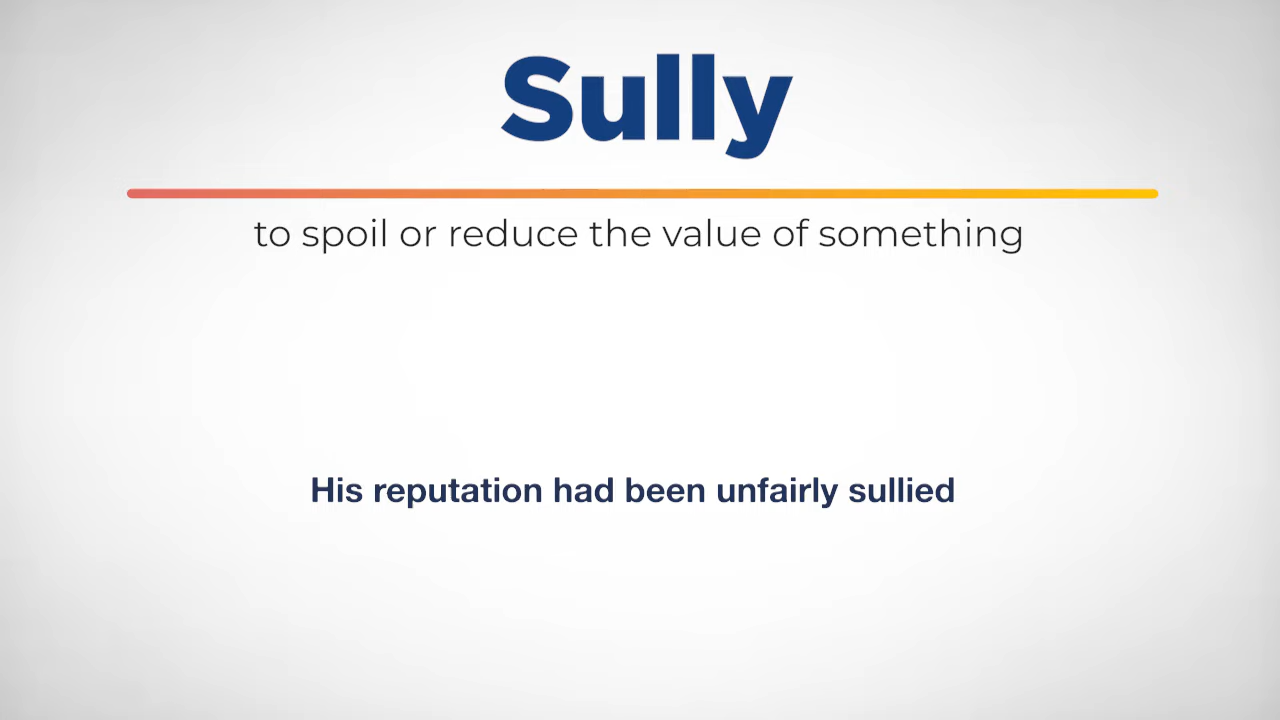 Sully
to spoil or reduce the value of something
His reputation had been unfairly sullied